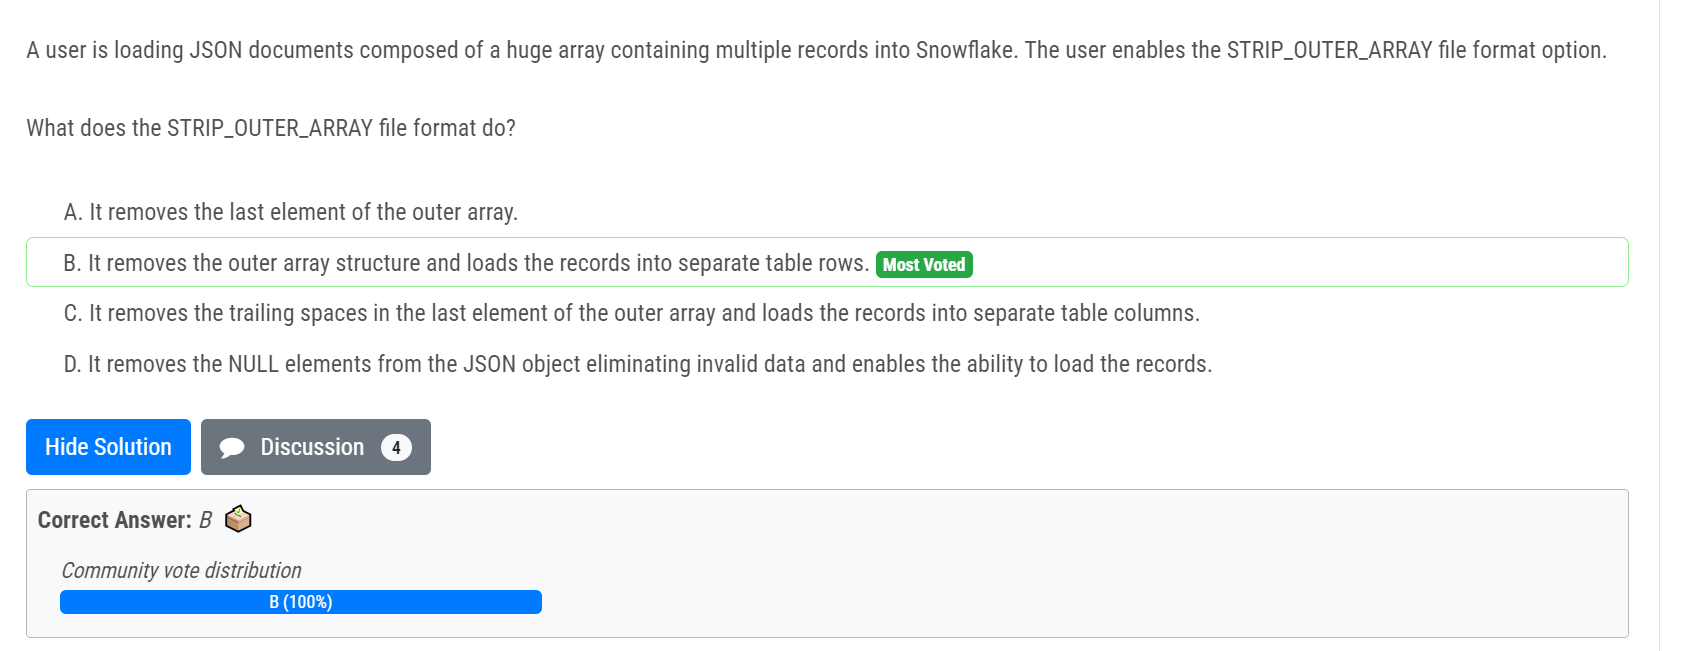 A user is loading JSON documents composed of a huge array containing multiple records into Snowflake. The user enables the STRIP_OUTER_ARRAY file format option.
What does the STRIP_OUTER_ARRAY file format do?
A. It removes the last element of the outer array.
B. It removes the outer array structure and loads the records into separate table rows. Most Voted
C. It removes the trailing spaces in the last element of the outer array and loads the records into separate table columns.
D. It removes the NULL elements from the JSON object eliminating invalid data and enables the ability to load the records.
Hide Solution Discussion 4
Correct Answer: B
Community vote distribution
B (100%)